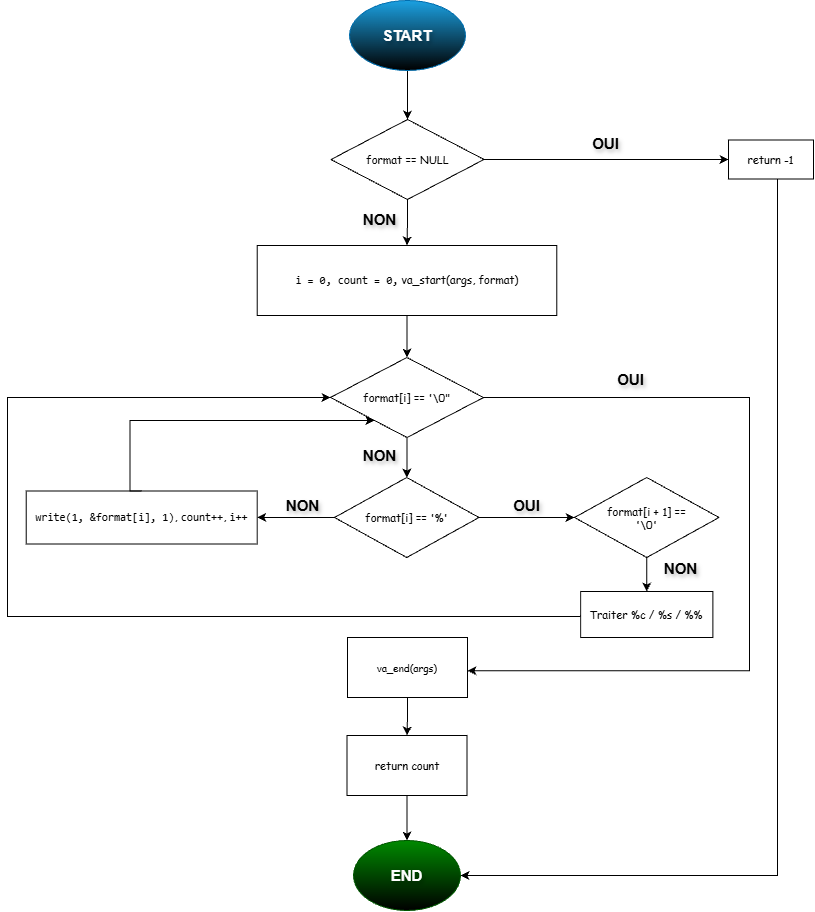 START
format == NULL
OUI
return -1
NON
i = 0, count = 0, va_start(args, format)
format[i] == '\0"
OUI
NON
write(1, &format[i], 1), count++, i++
NON
format[i] == '%'
OUI
format[i + 1] ==
'\0'
NON
Traiter %c / %s / %%
va_end(args)
return count
END